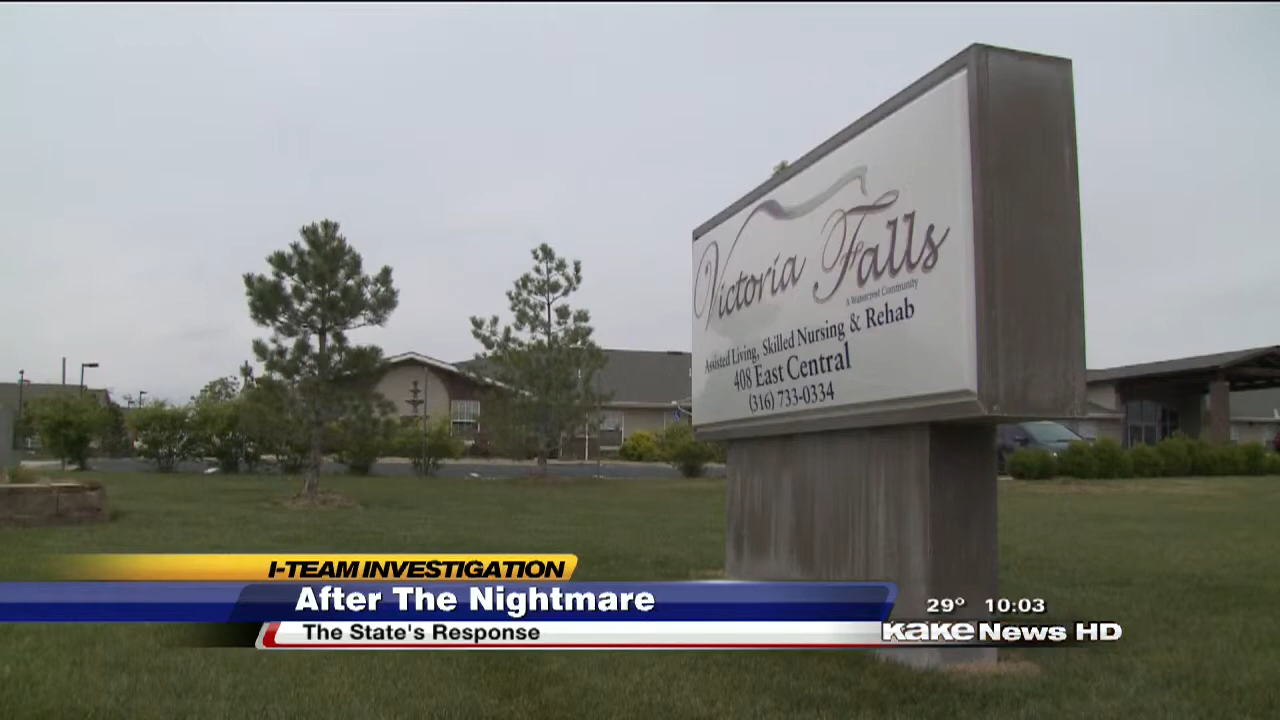 Victoria Falls
A Watercrest Community
Assisted Living, Skilled Nursing & Rehab
408 East Central
(316) 733-0334
I-TEAM INVESTIGATION
After The Nightmare
The State's Response
29° 10:03
KAKE News HD